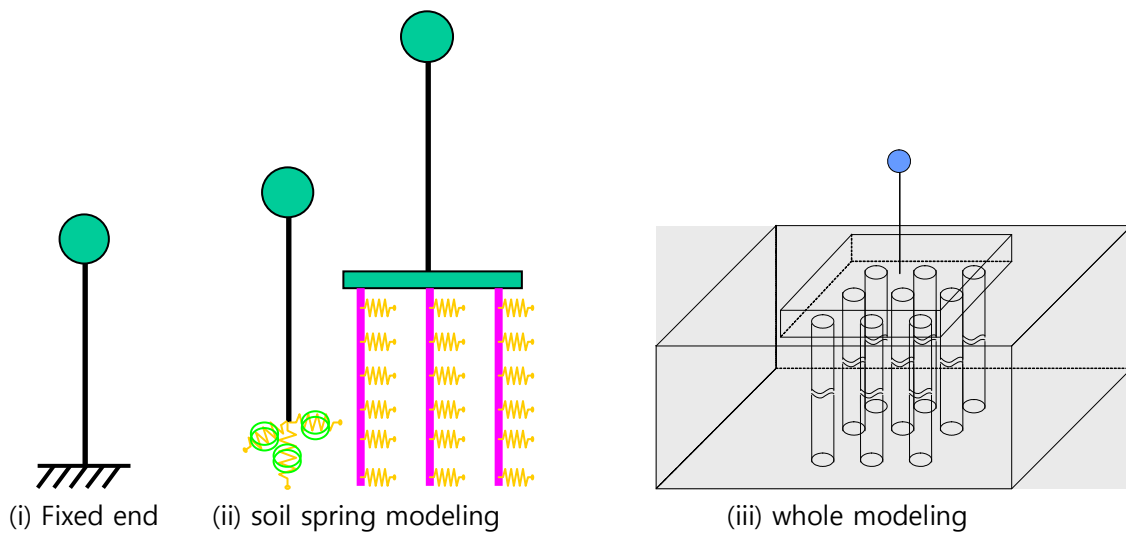 (i) Fixed end
(ii) soil spring modeling
(iii) whole modeling